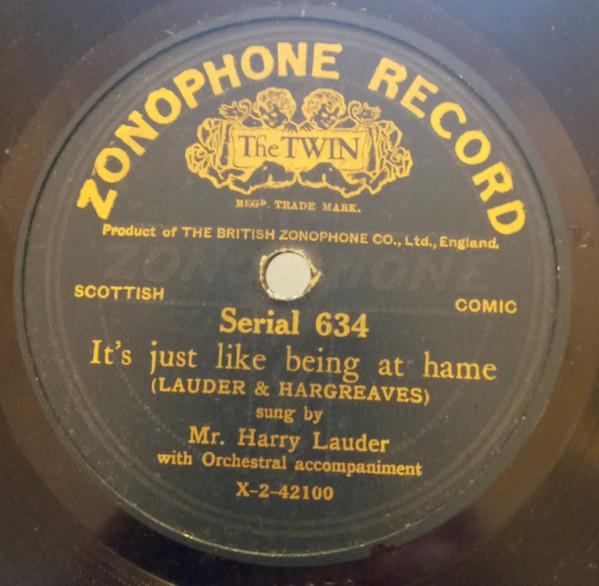 ZONOPHONE RECORD
The TWIN
REGD. TRADE MARK.
Product of THE BRITISH ZONOPHONE CO., Ltd., England.
ZONOPHONE
SCOTTISH COMIC
Serial 634
It's just like being at hame
(LAUDER & HARGREAVES)
sung by
Mr. Harry Lauder
with Orchestral accompaniment
X-2-42100